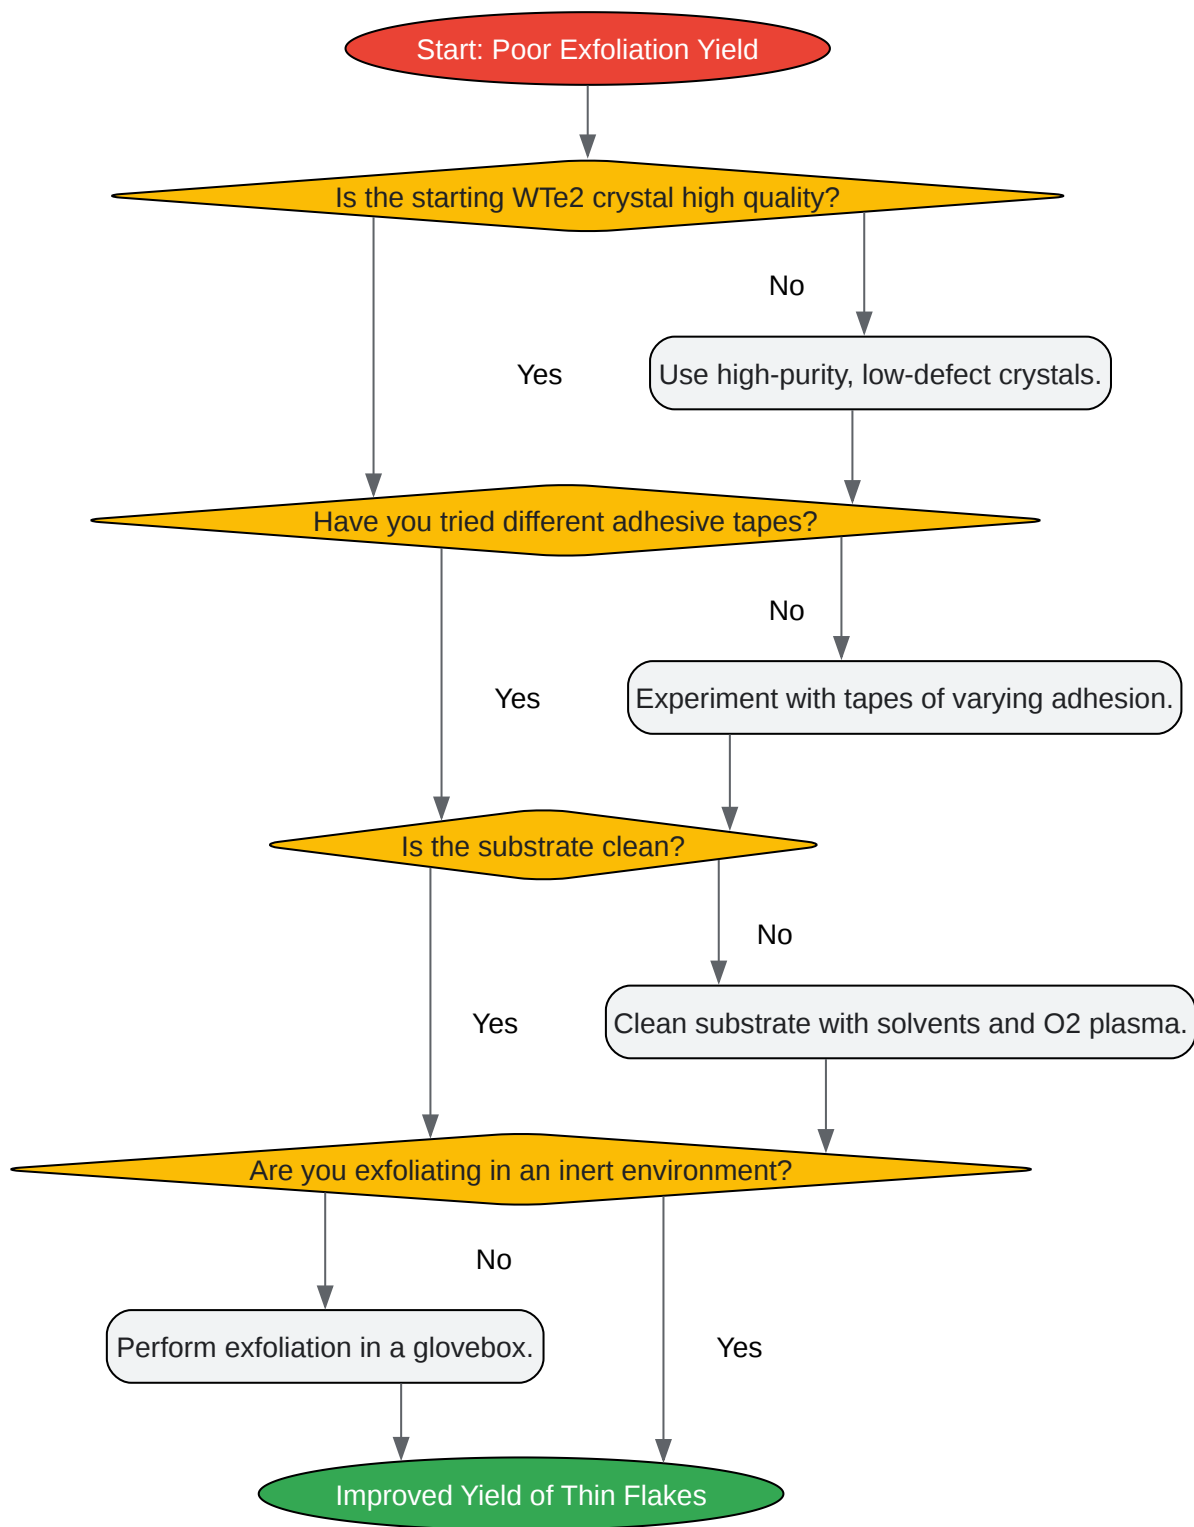 Start: Poor Exfoliation Yield
Is the starting WTe2 crystal high quality?
No
Yes
Use high-purity, low-defect crystals.
Have you tried different adhesive tapes?
No
Yes
Experiment with tapes of varying adhesion.
Is the substrate clean?
No
Yes
Clean substrate with solvents and O2 plasma.
Are you exfoliating in an inert environment?
No
Perform exfoliation in a glovebox.
Yes
Improved Yield of Thin Flakes